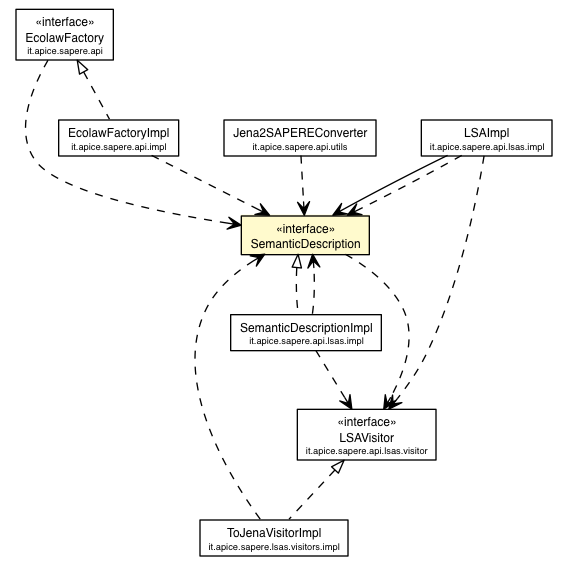 «interface»
EcolawFactory
it.apice.sapere.api
EcolawFactoryImpl
it.apice.sapere.api.impl
Jena2SAPEREConverter
it.apice.sapere.api.utils
LSAImpl
it.apice.sapere.api.lsas.impl
«interface»
SemanticDescription
SemanticDescriptionImpl
it.apice.sapere.api.lsas.impl
«interface»
LSAVisitor
it.apice.sapere.api.lsas.visitor
ToJenaVisitorImpl
it.apice.sapere.lsas.visitors.impl